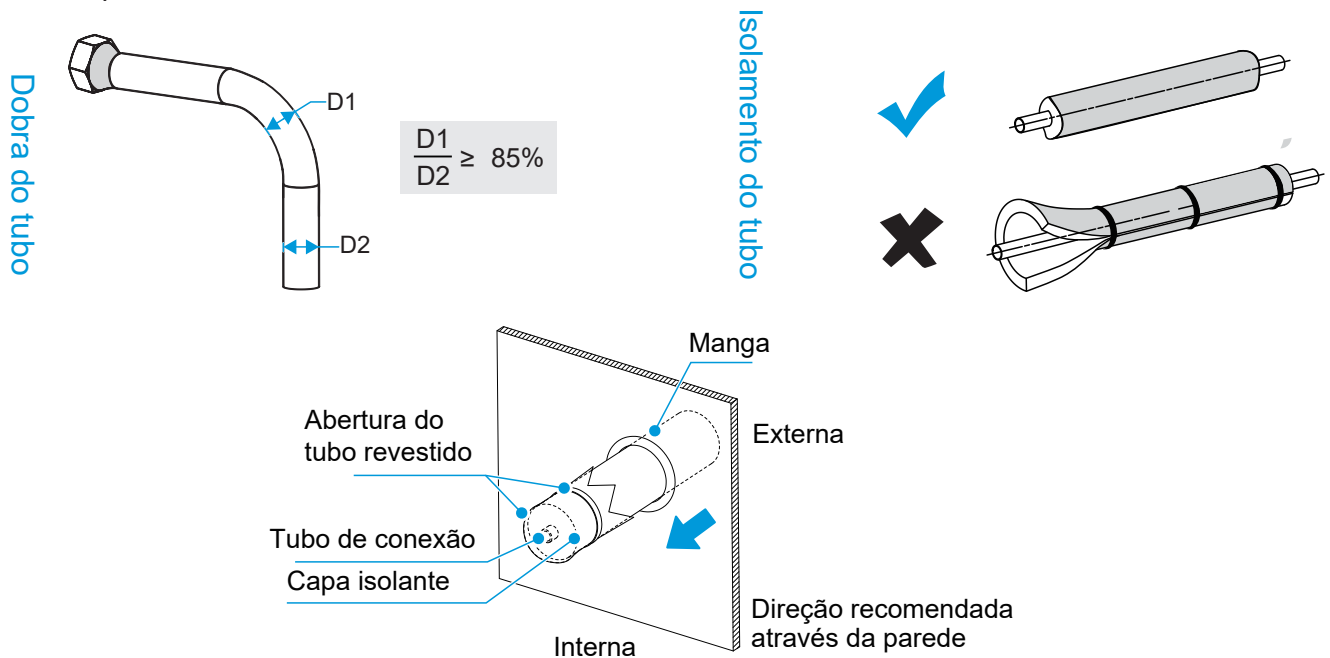 Dobra do tubo
D1
D1
D2
≥ 85%
D2
Isolamento do tubo
Manga
Abertura do
tubo revestido
Externa
Tubo de conexão
Capa isolante
Direção recomendada
através da parede
Interna